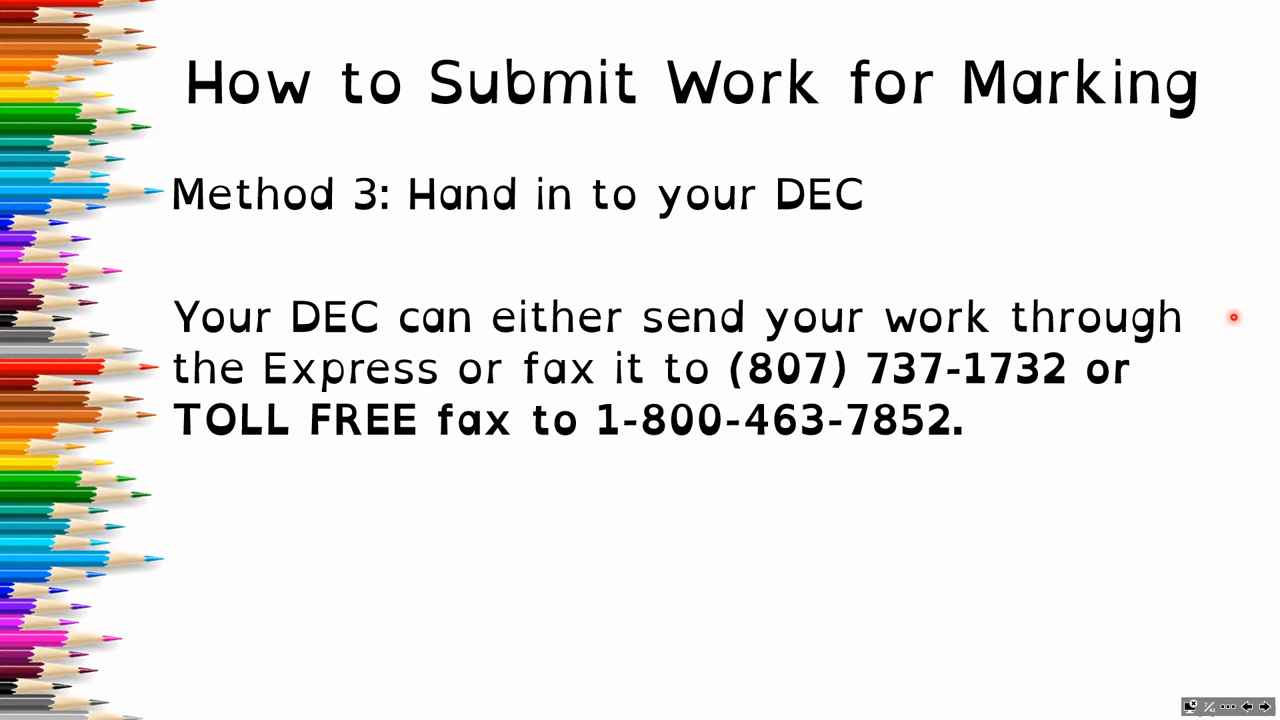 How to Submit Work for Marking
Method 3: Hand in to your DEC
Your DEC can either send your work through
the Express or fax it to (807) 737-1732 or
TOLL FREE fax to 1-800-463-7852.